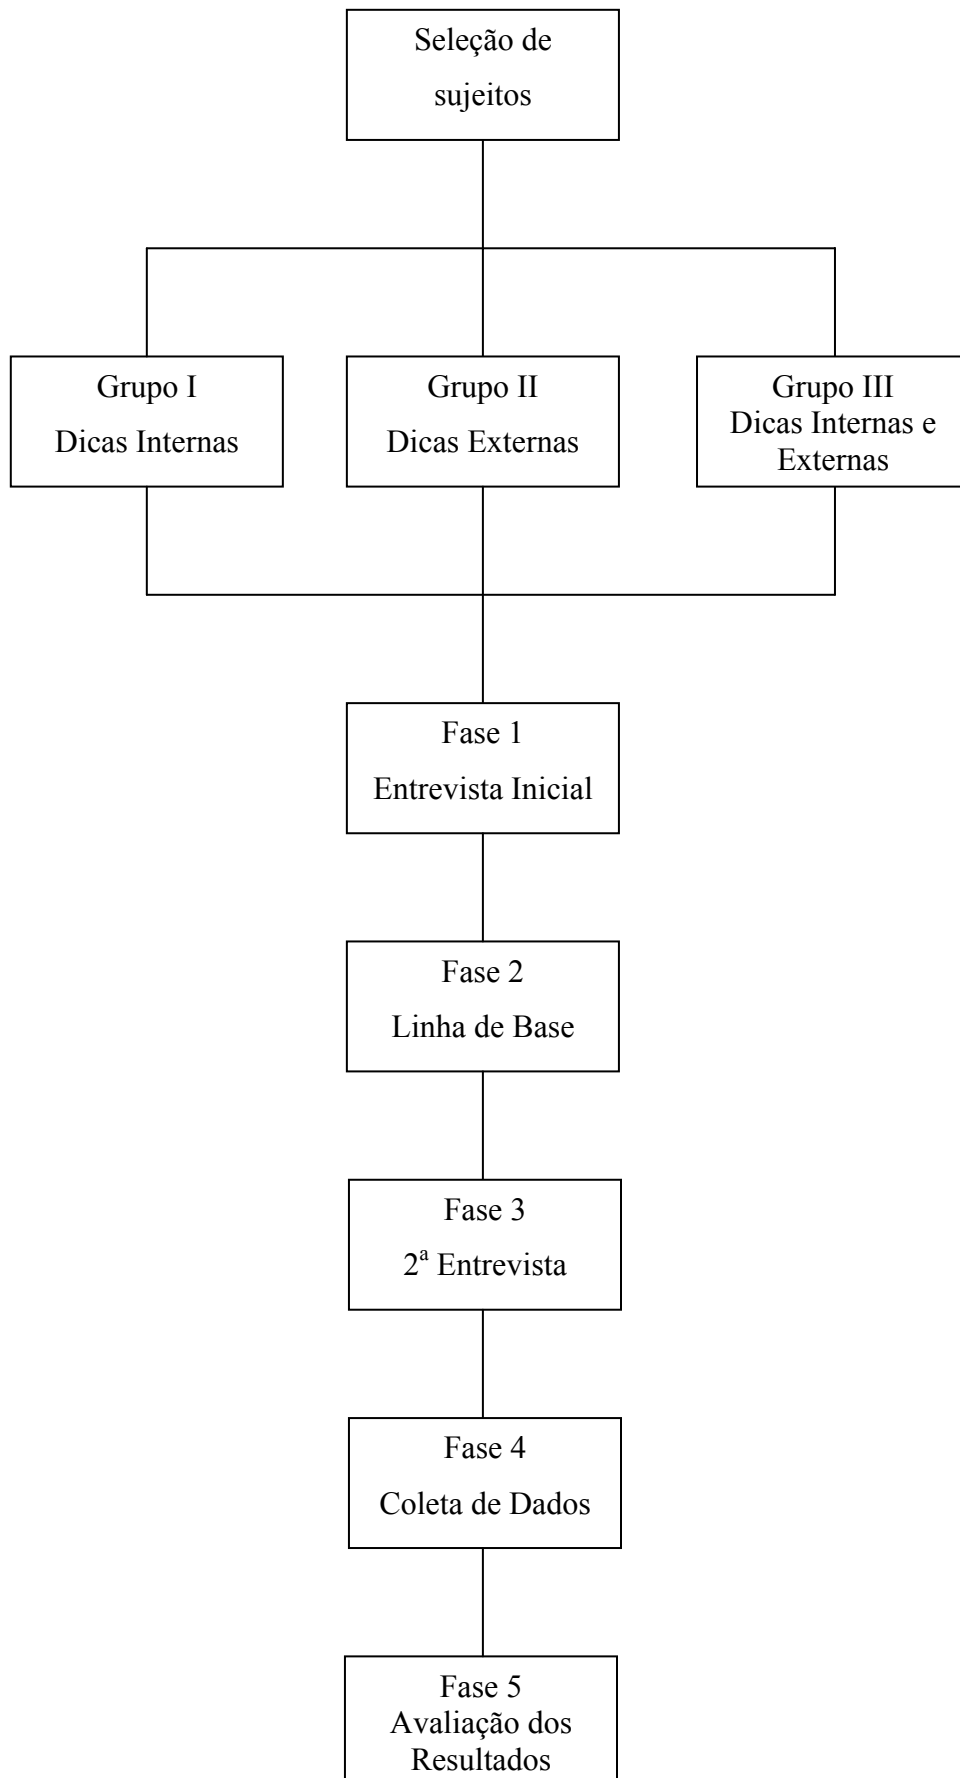 Seleção de
sujeitos
Grupo I
Dicas Internas
Grupo II
Dicas Externas
Grupo III
Dicas Internas e
Externas
Fase 1
Entrevista Inicial
Fase 2
Linha de Base
Fase 3
2ª Entrevista
Fase 4
Coleta de Dados
Fase 5
Avaliação dos
Resultados